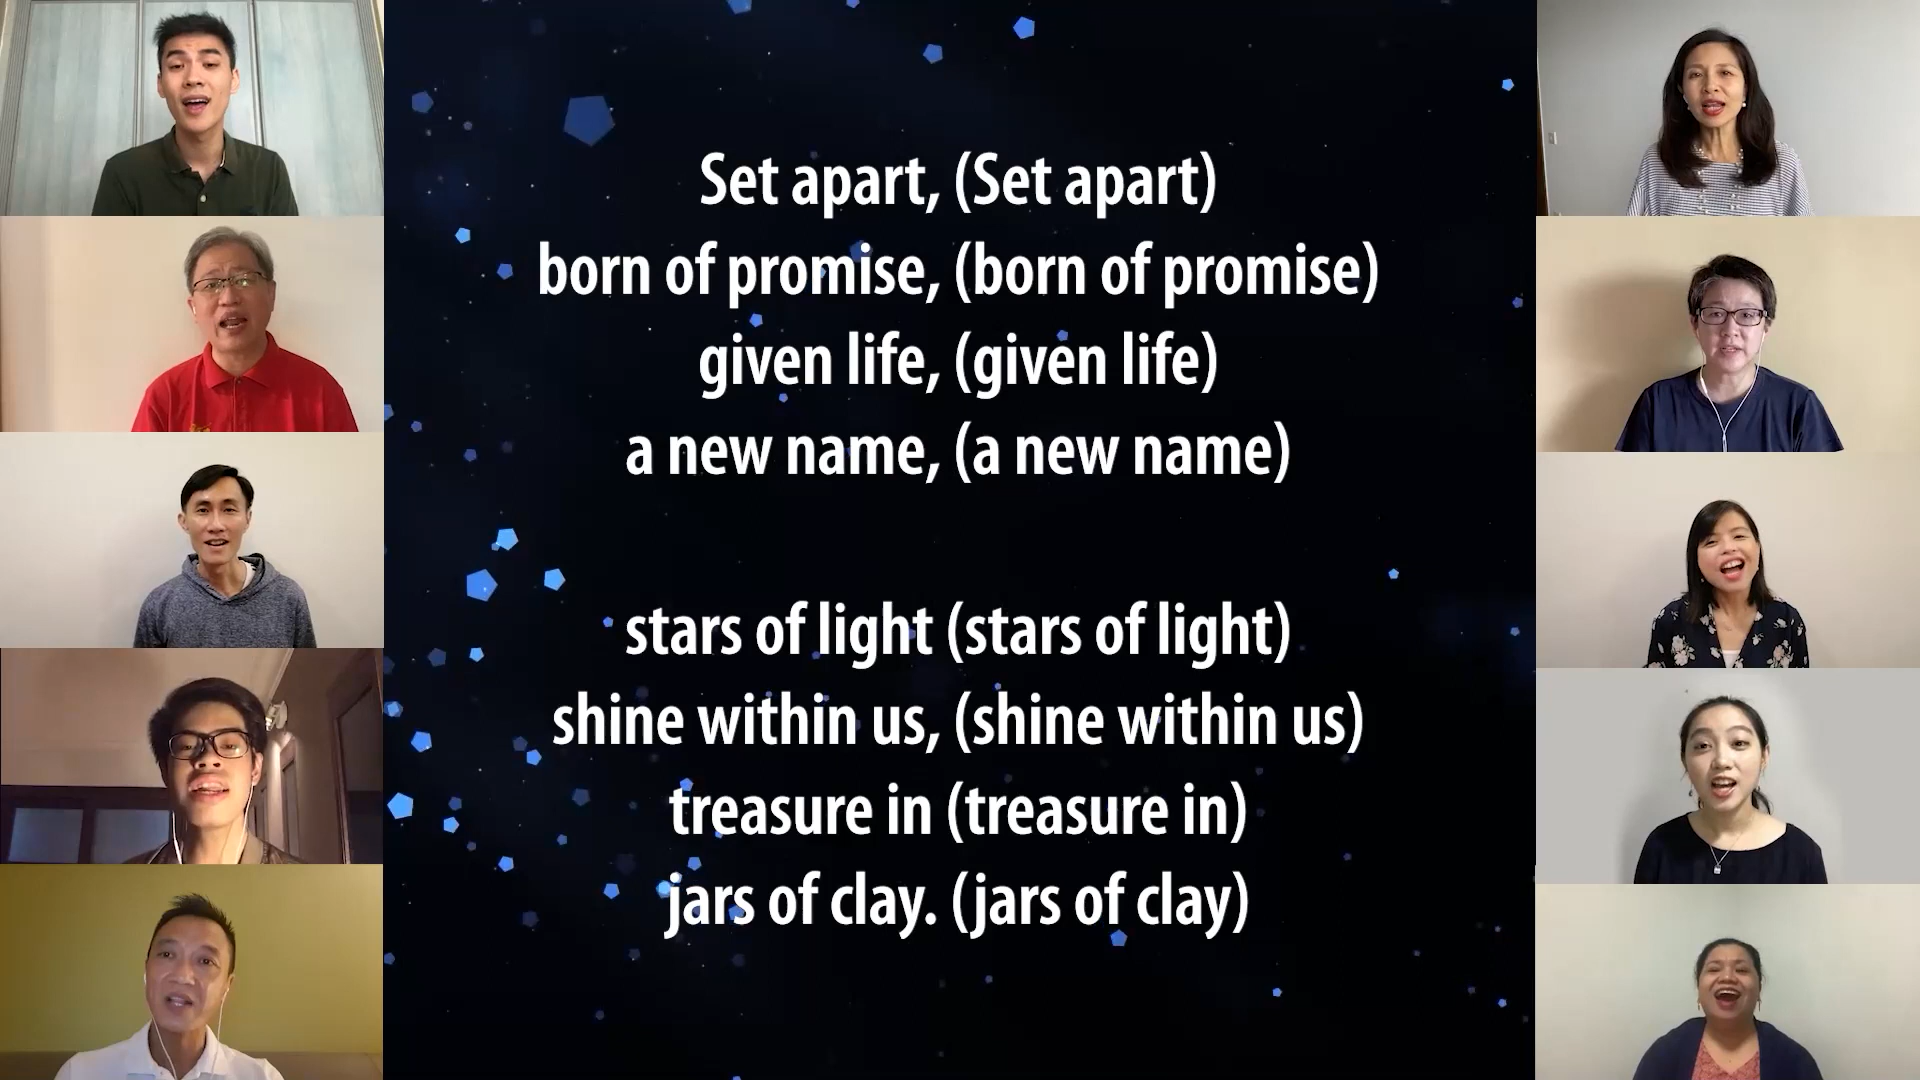 Set apart, (Set apart)
born of promise, (born of promise)
given life, (given life)
a new name, (a new name)
stars of light (stars of light)
shine within us, (shine within us)
treasure in (treasure in)
jars of clay. (jars of clay)